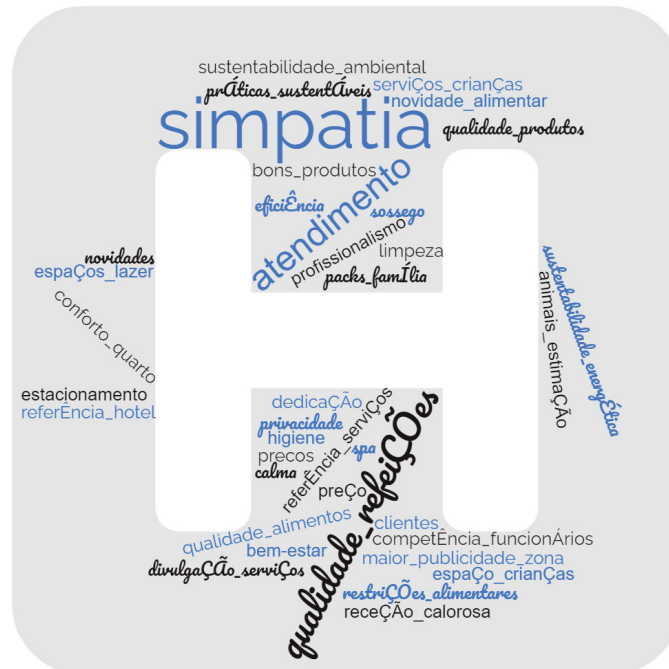 sustentabilidade_ambiental
prÁticas_sustentÁveis
serviÇos_crianÇas
novidade_alimentar
simpatia
qualidade_produtos
bons_produtos
atendimento
eficiÊncia
sossego
profissionalismo
limpeza
packs_famÍlia
novidades
espaÇos_lazer
conforto_quarto
sustentabilidade_energÉtica
animais_estimaÇÃo
estacionamento
referÊncia_hotel
dedicaÇÃo
privacidade
higiene
referÊncia_serviÇos
qualidade_refeiÇÕes
precos
spa
calma
preÇo
qualidade_alimentos
clientes
competÊncia_funcionÁrios
bem-estar
maior_publicidade_zona
divulgaÇÃo_serviÇos
espaÇo_crianÇas
restriÇÕes_alimentares
receÇÃo_calorosa